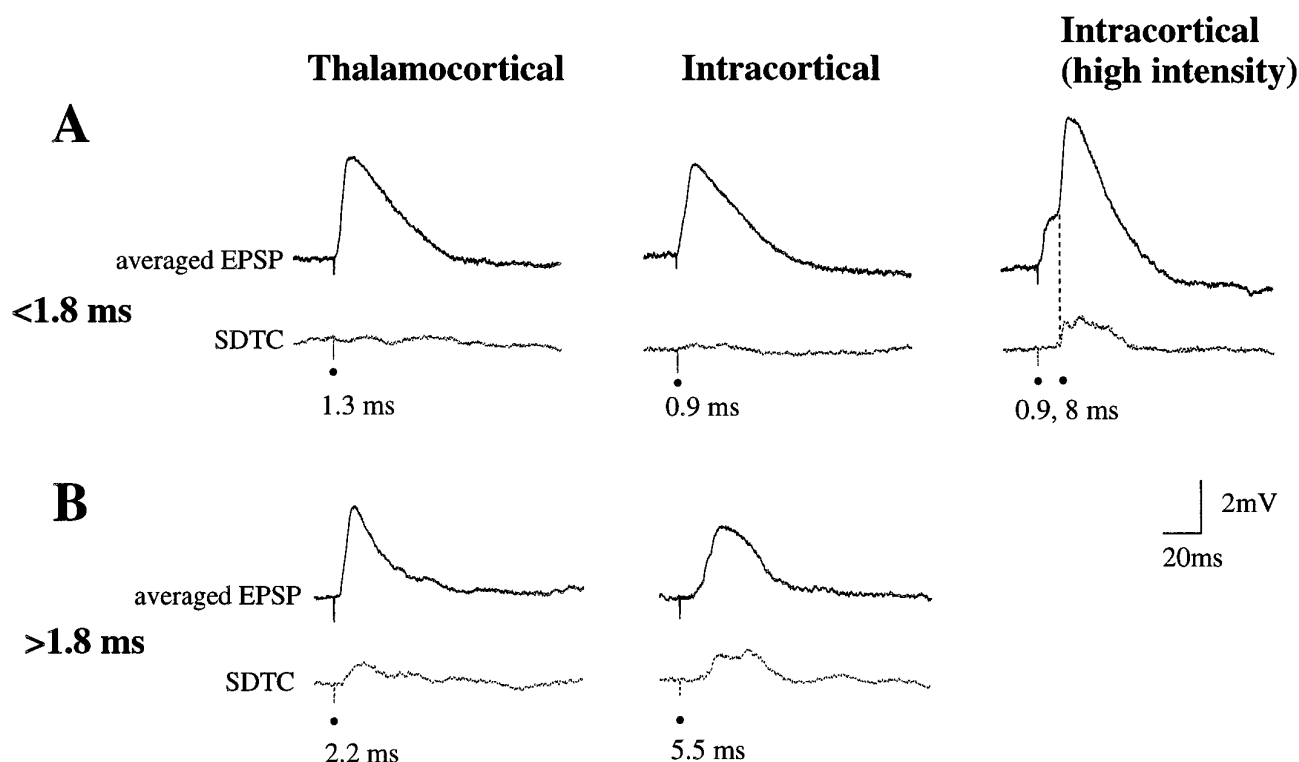 Thalamocortical
Intracortical
Intracortical
(high intensity)
A
averaged EPSP
<1.8 ms
SDTC
1.3 ms
0.9 ms
0.9, 8 ms
B
2mV
20ms
averaged EPSP
>1.8 ms
SDTC
2.2 ms
5.5 ms